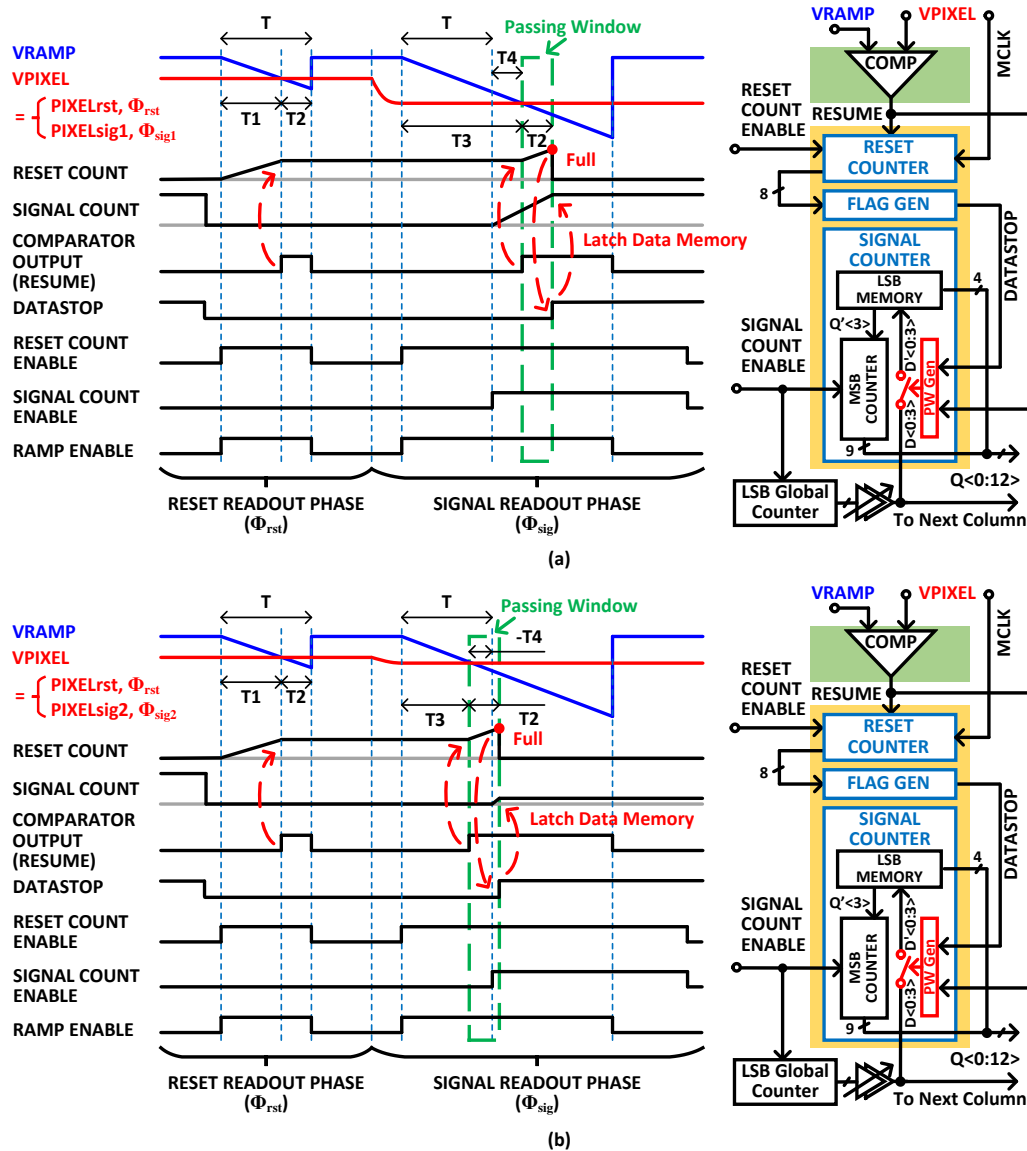 T
Passing Window
VRAMP
VPIXEL
= { PIXELrst, Φrst
PIXELsig1, Φsig1
T4
T1
T2
T3
T2
Full
RESET COUNT
SIGNAL COUNT
Latch Data Memory
COMPARATOR
OUTPUT
(RESUME)
DATASTOP
RESET COUNT
ENABLE
SIGNAL COUNT
ENABLE
RAMP ENABLE
RESET READOUT PHASE
(Φrst)
SIGNAL READOUT PHASE
(Φsig)
T
VRAMP
VPIXEL
MCLK
COMP
RESET
COUNT
ENABLE
RESUME
RESET
COUNTER
8
FLAG GEN
DATASTOP
SIGNAL
COUNTER
LSB
MEMORY
4
Q'<3>
D'<0:3>
SIGNAL
COUNT
ENABLE
MSB
COUNTER
PW Gen
D<0:3>
9
Q<0:12>
LSB Global
Counter
To Next Column
(a)
T
T
Passing Window
VRAMP
VPIXEL
= { PIXELrst, Φrst
PIXELsig2, Φsig2
-T4
T1
T2
T3
T2
Full
RESET COUNT
SIGNAL COUNT
Latch Data Memory
COMPARATOR
OUTPUT
(RESUME)
DATASTOP
RESET COUNT
ENABLE
SIGNAL COUNT
ENABLE
RAMP ENABLE
RESET READOUT PHASE
(Φrst)
SIGNAL READOUT PHASE
(Φsig)
VRAMP
VPIXEL
MCLK
COMP
RESET
COUNT
ENABLE
RESUME
RESET
COUNTER
8
FLAG GEN
DATASTOP
SIGNAL
COUNTER
LSB
MEMORY
4
Q'<3>
D'<0:3>
SIGNAL
COUNT
ENABLE
MSB
COUNTER
PW Gen
D<0:3>
9
Q<0:12>
LSB Global
Counter
To Next Column
(b)